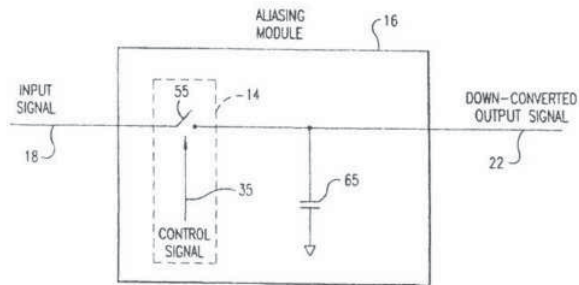 ALIASING
MODULE
16
INPUT
SIGNAL
55
14
DOWN-CONVERTED
OUTPUT SIGNAL
18
22
35
65
CONTROL
SIGNAL